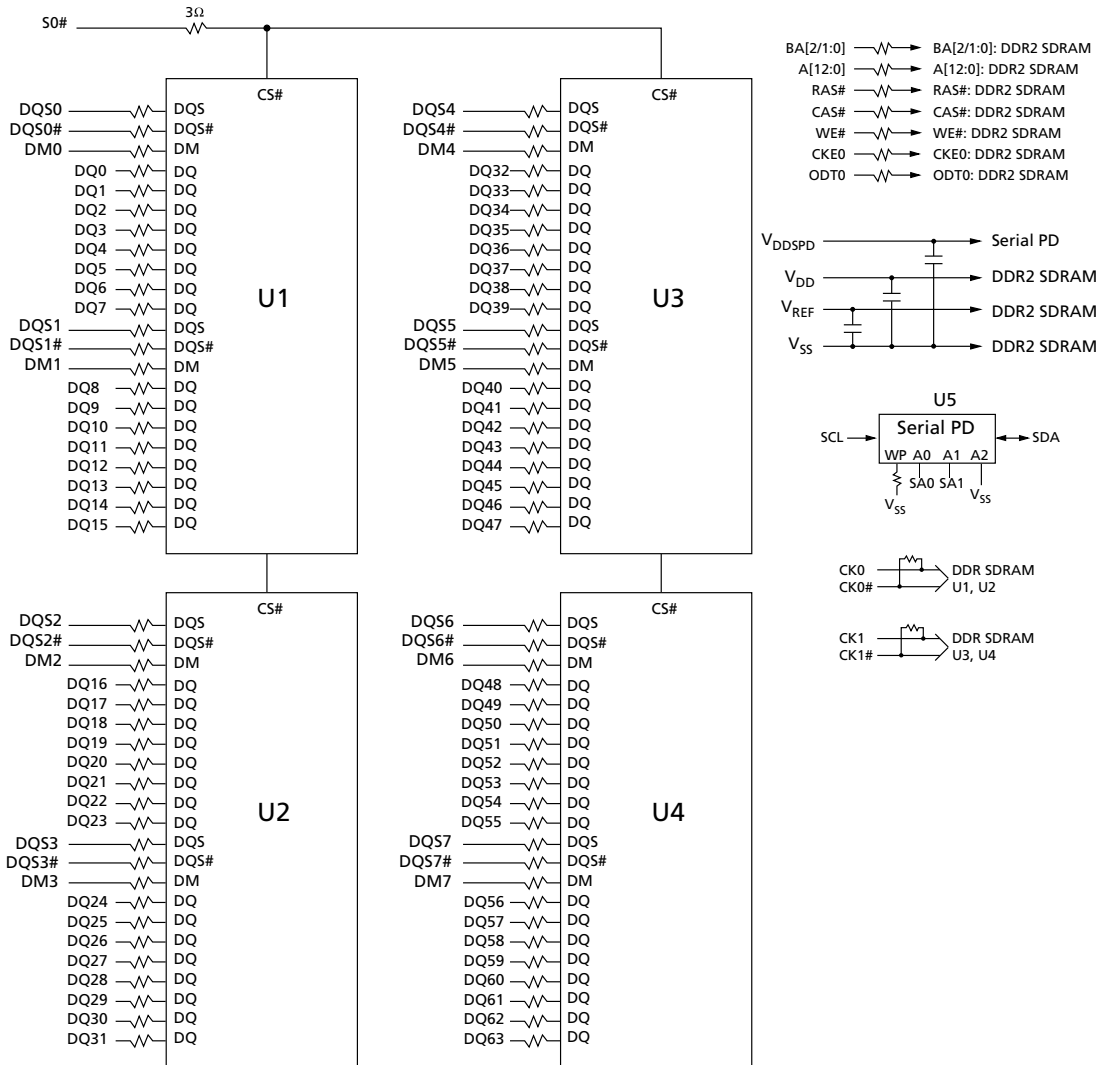 S0# 3Ω
CS#
DQS0 DQS
DQS0# DQS#
DM0 DM
DQ0 DQ
DQ1 DQ
DQ2 DQ
DQ3 DQ
DQ4 DQ
DQ5 DQ
DQ6 DQ
DQ7 DQ
DQS1 DQS
DQS1# DQS#
DM1 DM
DQ8 DQ
DQ9 DQ
DQ10 DQ
DQ11 DQ
DQ12 DQ
DQ13 DQ
DQ14 DQ
DQ15 DQ
U1
CS#
DQS4 DQS
DQS4# DQS#
DM4 DM
DQ32 DQ
DQ33 DQ
DQ34 DQ
DQ35 DQ
DQ36 DQ
DQ37 DQ
DQ38 DQ
DQ39 DQ
DQS5 DQS
DQS5# DQS#
DM5 DM
DQ40 DQ
DQ41 DQ
DQ42 DQ
DQ43 DQ
DQ44 DQ
DQ45 DQ
DQ46 DQ
DQ47 DQ
U3
CS#
DQS2 DQS
DQS2# DQS#
DM2 DM
DQ16 DQ
DQ17 DQ
DQ18 DQ
DQ19 DQ
DQ20 DQ
DQ21 DQ
DQ22 DQ
DQ23 DQ
DQS3 DQS
DQS3# DQS#
DM3 DM
DQ24 DQ
DQ25 DQ
DQ26 DQ
DQ27 DQ
DQ28 DQ
DQ29 DQ
DQ30 DQ
DQ31 DQ
U2
CS#
DQS6 DQS
DQS6# DQS#
DM6 DM
DQ48 DQ
DQ49 DQ
DQ50 DQ
DQ51 DQ
DQ52 DQ
DQ53 DQ
DQ54 DQ
DQ55 DQ
DQS7 DQS
DQS7# DQS#
DM7 DM
DQ56 DQ
DQ57 DQ
DQ58 DQ
DQ59 DQ
DQ60 DQ
DQ61 DQ
DQ62 DQ
DQ63 DQ
U4
BA[2/1:0] BA[2/1:0]: DDR2 SDRAM
A[12:0] A[12:0]: DDR2 SDRAM
RAS# RAS#: DDR2 SDRAM
CAS# CAS#: DDR2 SDRAM
WE# WE#: DDR2 SDRAM
CKE0 CKE0: DDR2 SDRAM
ODT0 ODT0: DDR2 SDRAM
VDDSPD Serial PD
VDD DDR2 SDRAM
VREF DDR2 SDRAM
VSS DDR2 SDRAM
U5
Serial PD
SCL SDA
WP A0 A1 A2
VSS SA0 SA1 VSS
CK0 DDR SDRAM
CK0# U1, U2
CK1 DDR SDRAM
CK1# U3, U4